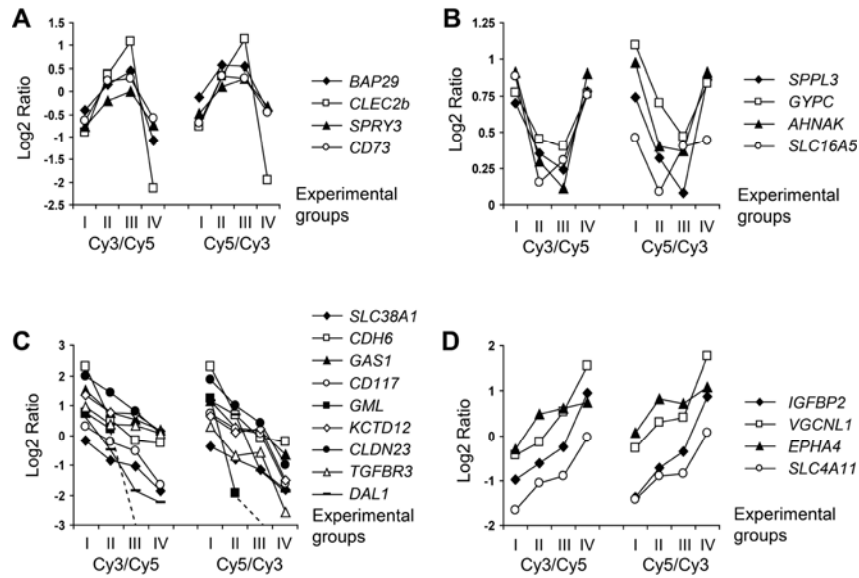 A
Log2 Ratio
1.5
1
0.5
0
-0.5
-1
-1.5
-2
-2.5
I II III IV
Cy3/Cy5
I II III IV
Cy5/Cy3
Experimental
groups
BAP29
CLEC2b
SPRY3
CD73
B
Log2 Ratio
1.25
1
0.75
0.5
0.25
0
I II III IV
Cy3/Cy5
I II III IV
Cy5/Cy3
Experimental
groups
SPPL3
GYPC
AHNAK
SLC16A5
C
Log2 Ratio
4
3
2
1
0
-1
-2
-3
I II III IV
Cy3/Cy5
I II III IV
Cy5/Cy3
Experimental
groups
SLC38A1
CDH6
GAS1
CD117
GML
KCTD12
CLDN23
TGFBR3
DAL1
D
Log2 Ratio
2
1
0
-1
-2
I II III IV
Cy3/Cy5
I II III IV
Cy5/Cy3
Experimental
groups
IGFBP2
VGCNL1
EPHA4
SLC4A11